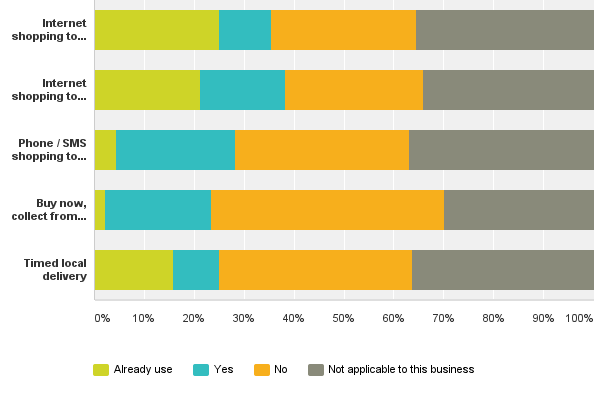 Internet
shopping to...
Internet
shopping to...
Phone / SMS
shopping to...
Buy now,
collect from...
Timed local
delivery
0% 10% 20% 30% 40% 50% 60% 70% 80% 90% 100%
Already use Yes No Not applicable to this business